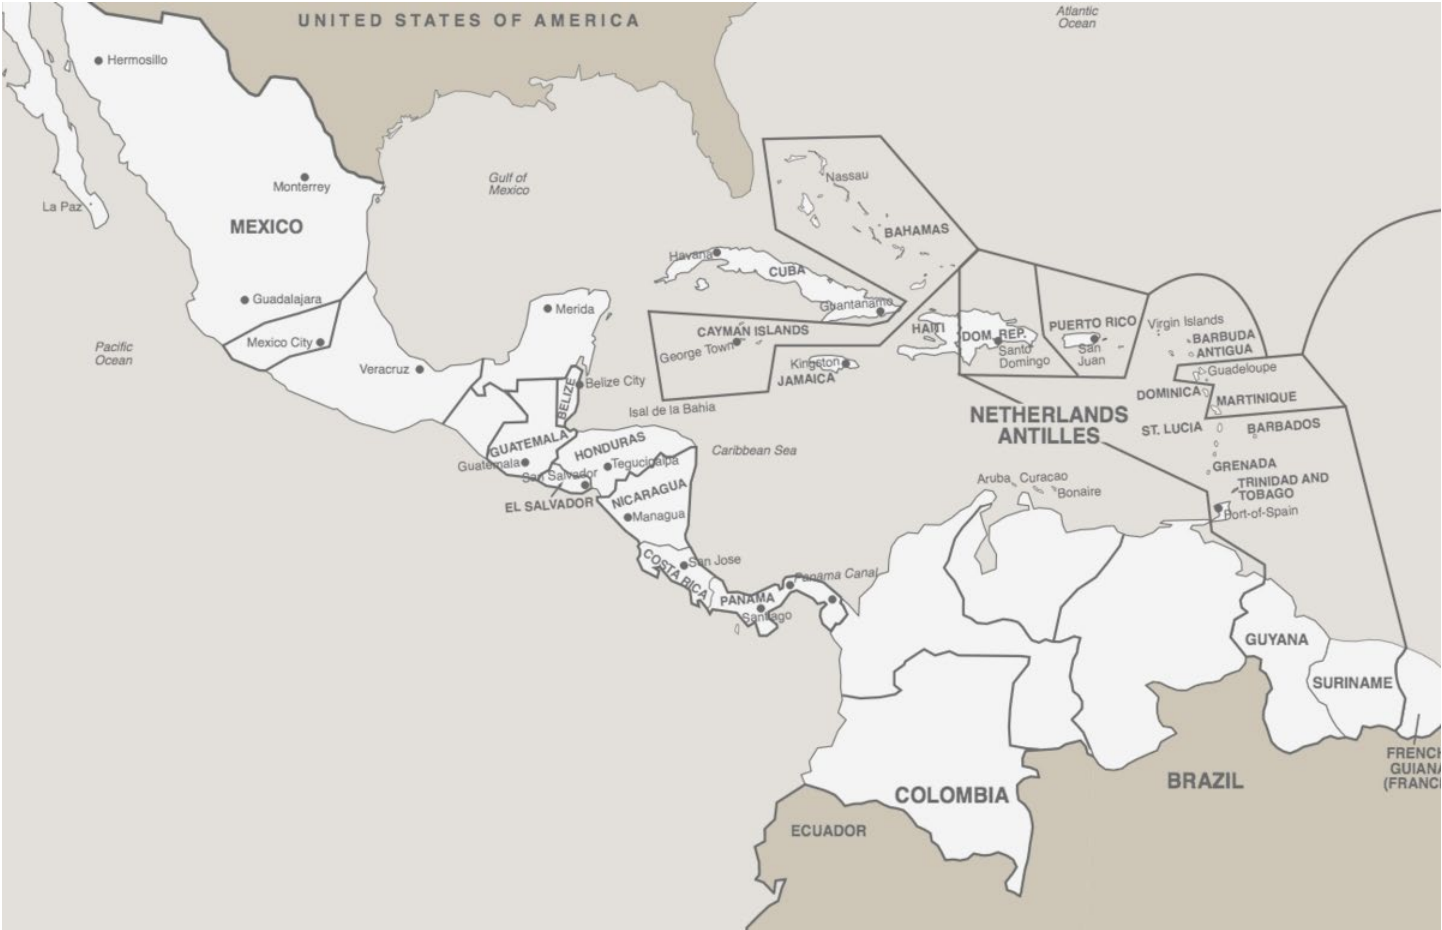 UNITED STATES OF AMERICA
Atlantic
Ocean
Hermosillo
Gulf of
Mexico
Monterrey
Nassau
La Paz
MEXICO
BAHAMAS
Havana
CUBA
Guadalajara
Merida
Guantanamo
Virgin Islands
PUERTO RICO
CAYMAN ISLANDS
HAITI
DOM. REP.
BARBUDA
ANTIGUA
Mexico City
George Town
Santo
Domingo
San
Juan
Pacific
Ocean
Veracruz
Kingston
JAMAICA
Guadeloupe
Belize City
BELIZE
DOMINICA
MARTINIQUE
Isal de la Bahia
NETHERLANDS
ANTILLES
ST. LUCIA
BARBADOS
GUATEMALA
HONDURAS
Caribbean Sea
Guatemala
Tegucigalpa
GRENADA
San Salvador
Aruba
Curacao
Bonaire
TRINIDAD AND
TOBAGO
EL SALVADOR
NICARAGUA
Managua
Port-of-Spain
San Jose
COSTA RICA
Panama Canal
PANAMA
Santiago
GUYANA
SURINAME
FRENCH
GUIANA
(FRANC
BRAZIL
COLOMBIA
ECUADOR